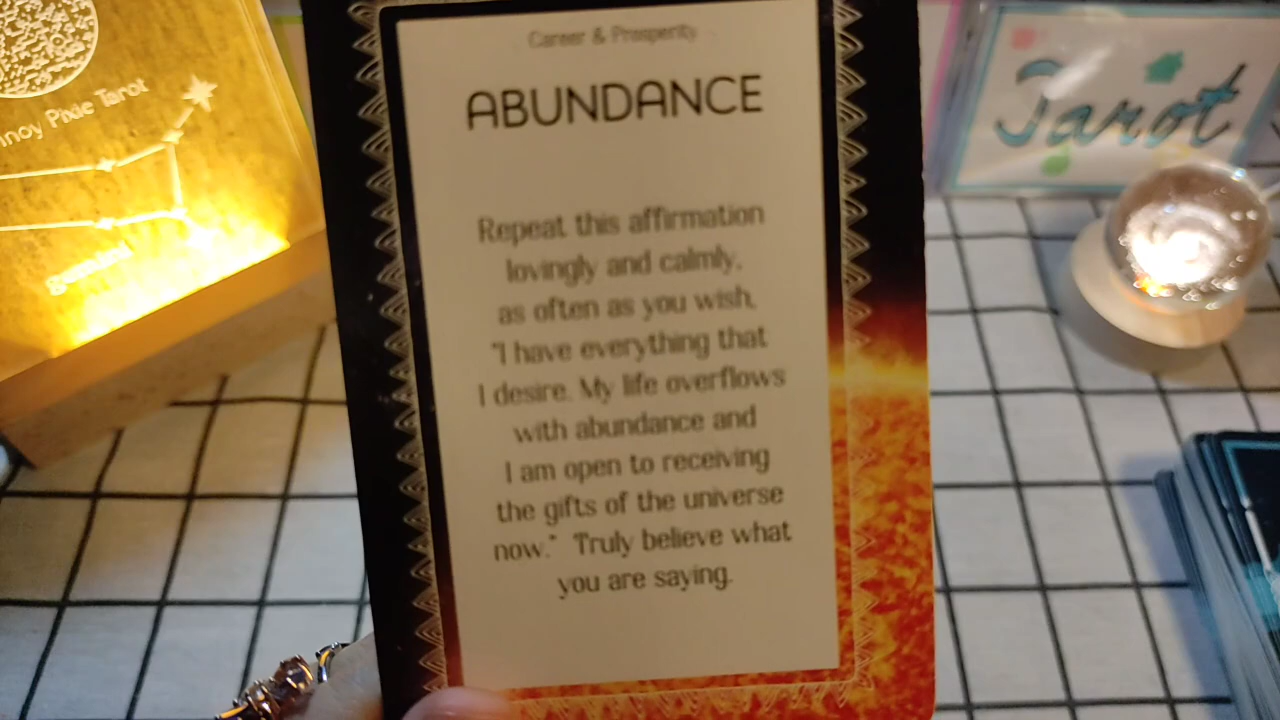 Career & Prosperity
ABUNDANCE
Repeat this affirmation
lovingly and calmly,
as often as you wish,
"I have everything that
I desire. My life overflows
with abundance and
I am open to receiving
the gifts of the universe
now." Truly believe what
you are saying.
Pixie Tarot
gemini
Tarot